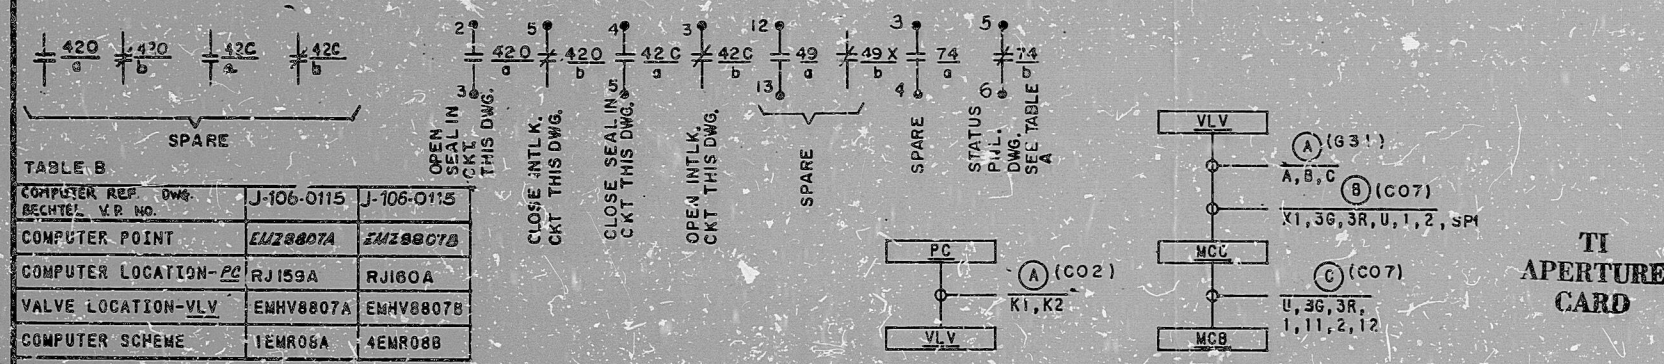 420 420 42C 42C
a b a b
SPARE
2 5 4 3 12 3 5
420 420 42C 42C 49 49X 74 74
a b a b a b a b
3 5 13 4 6
OPEN
SEAL IN
CKT.
THIS DWG.
CLOSE INTLK.
CKT THIS DWG.
CLOSE SEAL IN
CKT THIS DWG.
OPEN INTLK.
CKT THIS DWG.
SPARE
SPARE
STATUS
PNL.
DWG.
SEE TABLE
A
TABLE B
COMPUTER REF. DWG. J-106-0115 J-106-0115
BECHTEL V.P. NO.
COMPUTER POINT EMZ8807A EMZ8807B
COMPUTER LOCATION-PC RJ159A RJ160A
VALVE LOCATION-VLV EMHV8807A EMHV8807B
COMPUTER SCHEME 1EMR08A 4EMR08B
PC
A (C02)
K1, K2
VLV
VLV
A (G31)
A, B, C
B (C07)
X1, 3G, 3R, U, 1, 2, SP1
MCC
C (C07)
U, 3G, 3R,
1, 11, 2, 12
MCB
TI
APERTURE
CARD